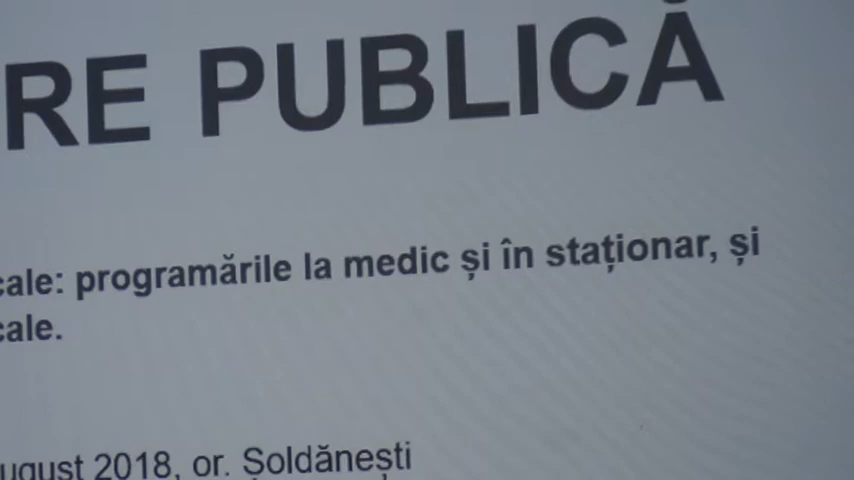 RE PUBLICĂ
cale: programările la medic și în staționar, și
cale.
ugust 2018, or. Șoldănești